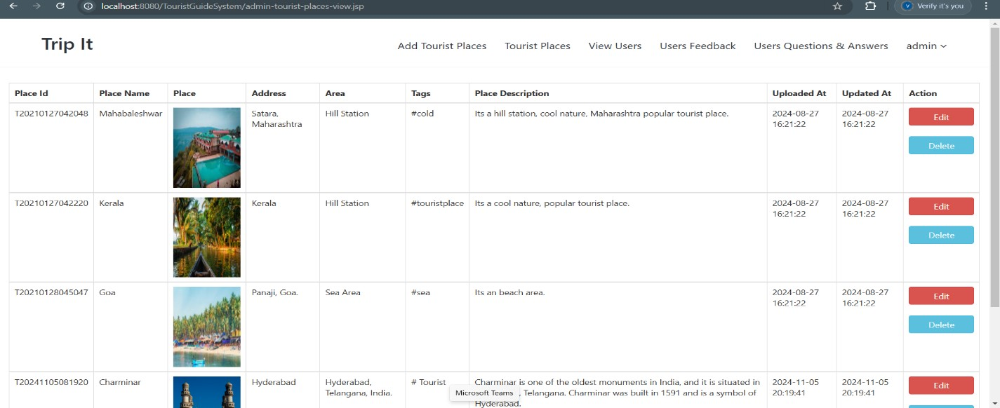 localhost:8080/TouristGuideSystem/admin-tourist-places-view.jsp
V Verify it's you
Trip It
Add Tourist Places Tourist Places View Users Users Feedback Users Questions & Answers admin
Place Id Place Name Place Address Area Tags Place Description Uploaded At Updated At Action
T20210127042048 Mahabaleshwar Satara, Hill Station #cold Its a hill station, cool nature, Maharashtra popular tourist place. 2024-08-27 2024-08-27 Edit
Maharashtra 16:21:22 16:21:22
Delete
T20210127042220 Kerala Kerala Hill Station #touristplace Its a cool nature, popular tourist place. 2024-08-27 2024-08-27 Edit
16:21:22 16:21:22
Delete
T20210128045047 Goa Panaji, Goa. Sea Area #sea Its an beach area. 2024-08-27 2024-08-27 Edit
16:21:22 16:21:22
Delete
T20241105081920 Charminar Hyderabad Hyderabad, # Tourist Charminar is one of the oldest monuments in India, and it is situated in 2024-11-05 2024-11-05 Edit
Telangana, India. Microsoft Teams , Telangana. Charminar was built in 1591 and is a symbol of 20:19:41 20:19:41
Hyderabad.